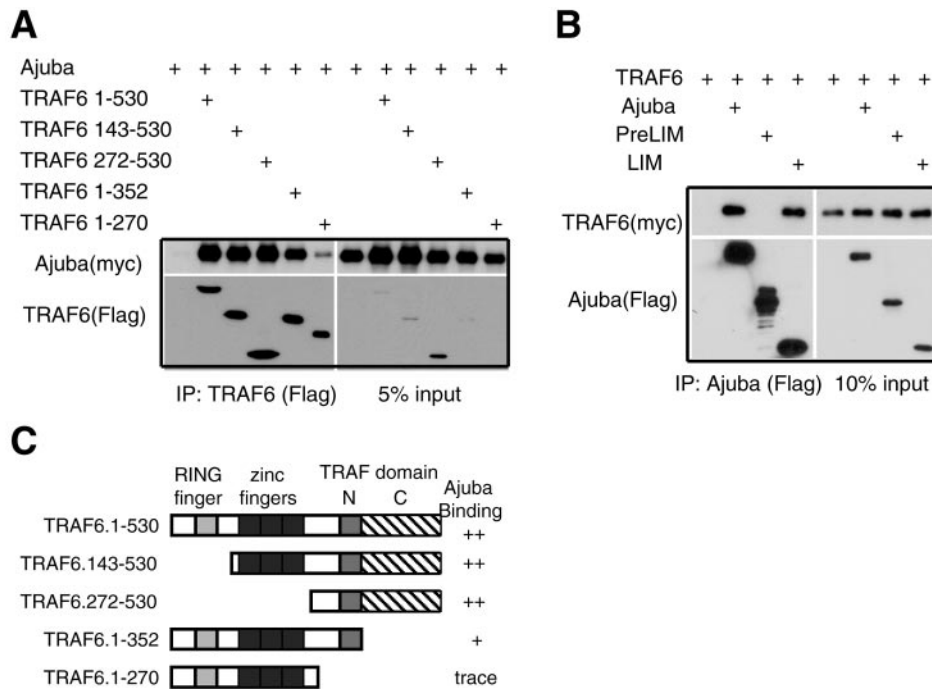 A
Ajuba + + + + + + + + + + + +
TRAF6 1-530 + +
TRAF6 143-530 + +
TRAF6 272-530 + +
TRAF6 1-352 + +
TRAF6 1-270 + +
Ajuba(myc)
TRAF6(Flag)
IP: TRAF6 (Flag) 5% input
B
TRAF6 + + + + + + + +
Ajuba + +
PreLIM + +
LIM + +
TRAF6(myc)
Ajuba(Flag)
IP: Ajuba (Flag) 10% input
C
RING finger
zinc fingers
TRAF domain
N C
Ajuba Binding
TRAF6.1-530 ++
TRAF6.143-530 ++
TRAF6.272-530 ++
TRAF6.1-352 +
TRAF6.1-270 trace